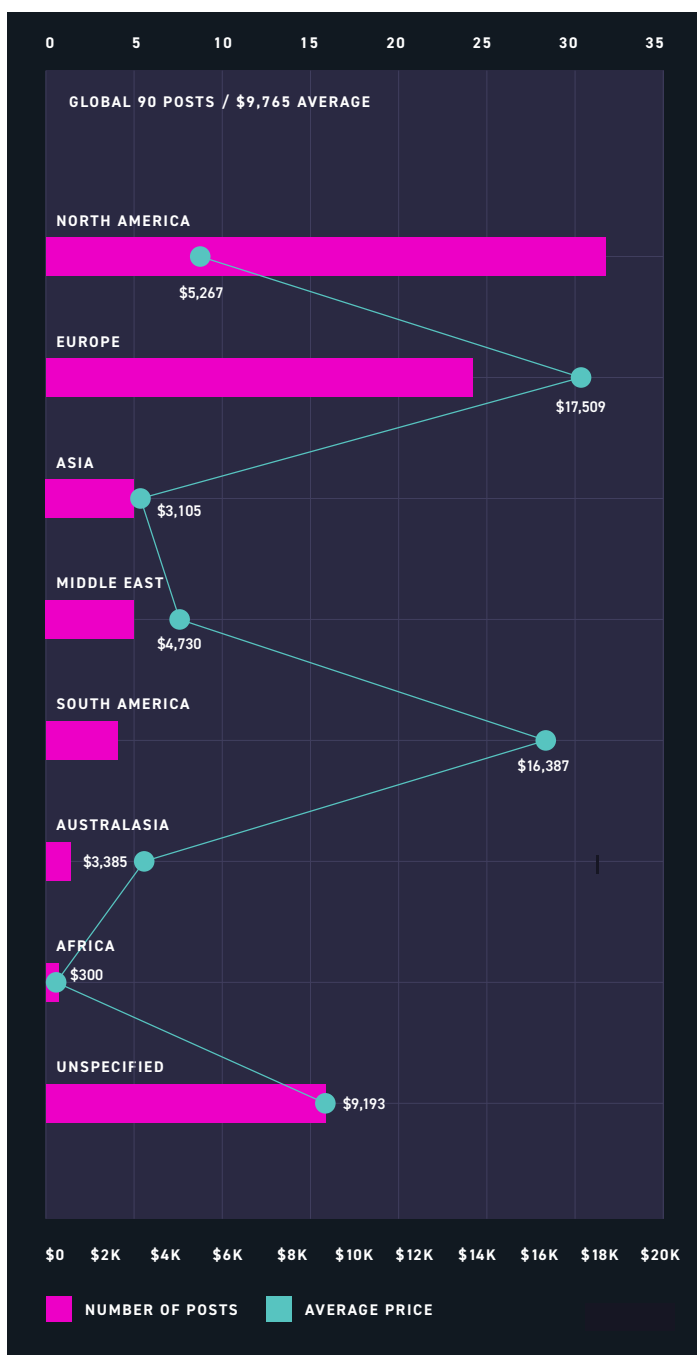 0 5 10 15 20 25 30 35
GLOBAL 90 POSTS / $9,765 AVERAGE
NORTH AMERICA
$5,267
EUROPE
$17,509
ASIA
$3,105
MIDDLE EAST
$4,730
SOUTH AMERICA
$16,387
AUSTRALASIA
$3,385
AFRICA
$300
UNSPECIFIED
$9,193
$0 $2K $4K $6K $8K $10K $12K $14K $16K $18K $20K
NUMBER OF POSTS AVERAGE PRICE